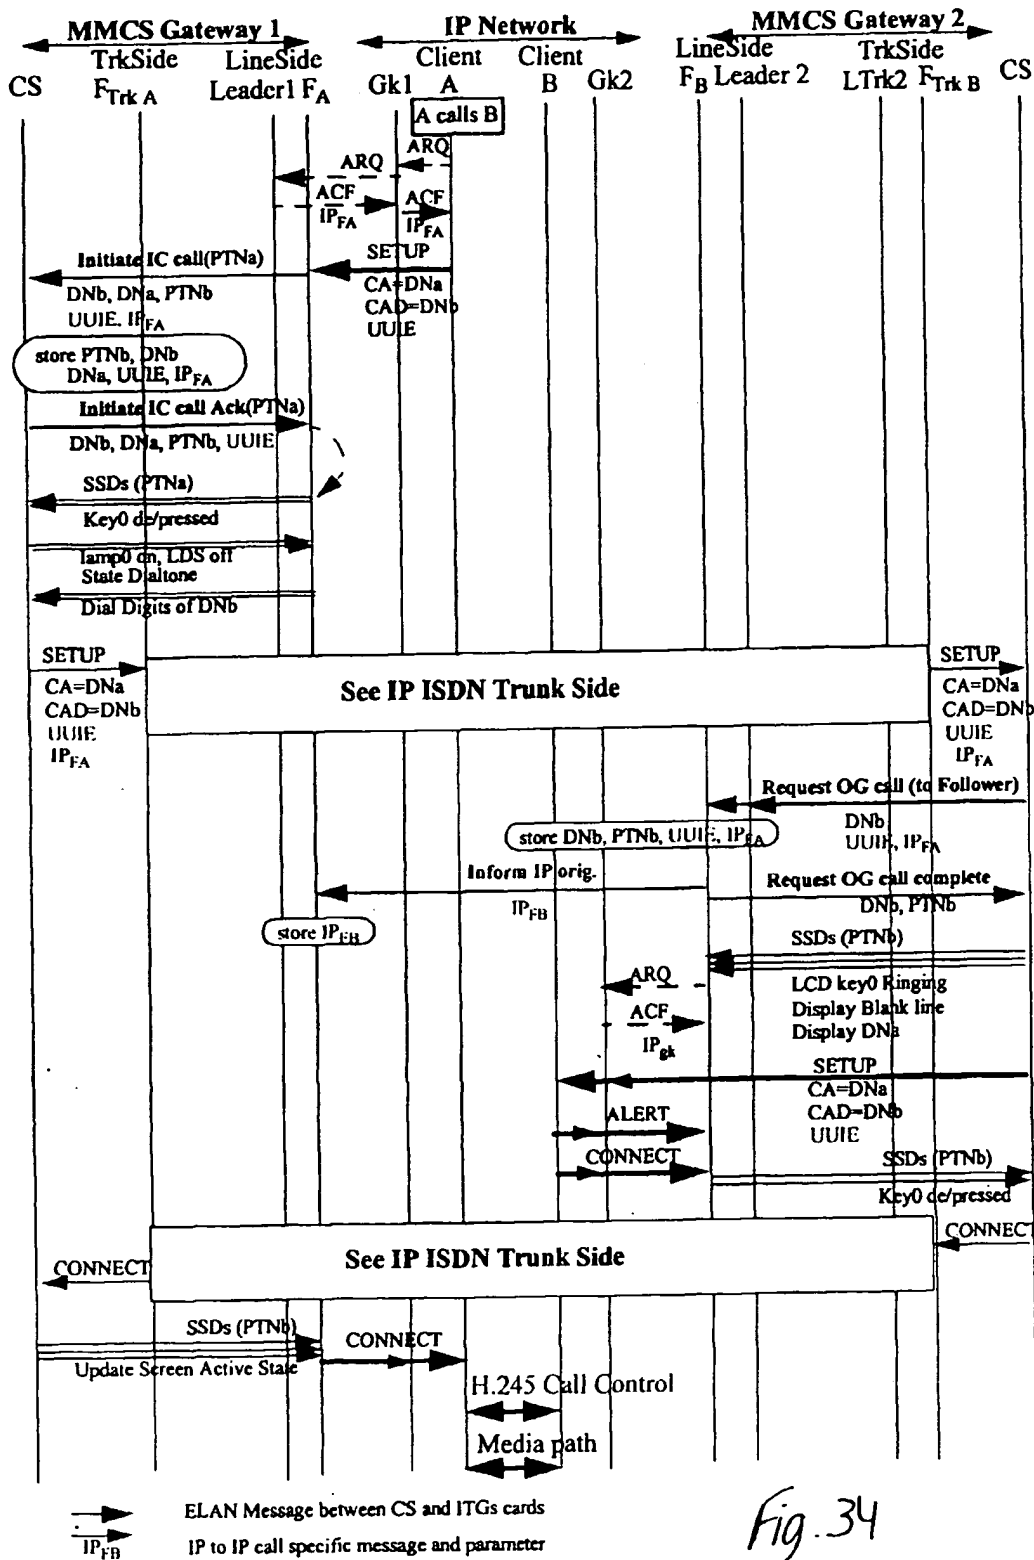 MMCS Gateway 1
IP Network
MMCS Gateway 2
CS
TrkSide
FTrk A
LineSide
Leader1 FA
Gk1
Client
A
Client
B
Gk2
LineSide
FB Leader 2
TrkSide
LTrk2 FTrk B
CS
A calls B
ARQ
ARQ
ACF
IPFA
ACF
IPFA
SETUP
CA=DNa
CAD=DNb
UUIE
Initiate IC call(PTNa)
DNb, DNa, PTNb
UUIE. IPFA
store PTNb, DNb
DNa, UUIE, IPFA
Initiate IC call Ack(PTNa)
DNb, DNa, PTNb, UUIE
SSDs (PTNa)
Key0 de/pressed
lamp0 on, LDS off
State Dialtone
Dial Digits of DNb
SETUP
CA=DNa
CAD=DNb
UUIE
IPFA
See IP ISDN Trunk Side
SETUP
CA=DNa
CAD=DNb
UUIE
IPFA
Request OG call (to Follower)
DNb
UUIE, IPFA
store DNb, PTNb, UUIE, IPFA
Inform IP orig.
IPFB
Request OG call complete
DNb, PTNb
store IPFB
SSDs (PTNb)
LCD key0 Ringing
Display Blank line
Display DNa
ARQ
ACF
IPgk
SETUP
CA=DNa
CAD=DNb
UUIE
ALERT
CONNECT
SSDs (PTNb)
Key0 de/pressed
CONNECT
See IP ISDN Trunk Side
CONNECT
SSDs (PTNb)
Update Screen Active State
CONNECT
H.245 Call Control
Media path
ELAN Message between CS and ITGs cards
IPFB IP to IP call specific message and parameter
Fig. 34